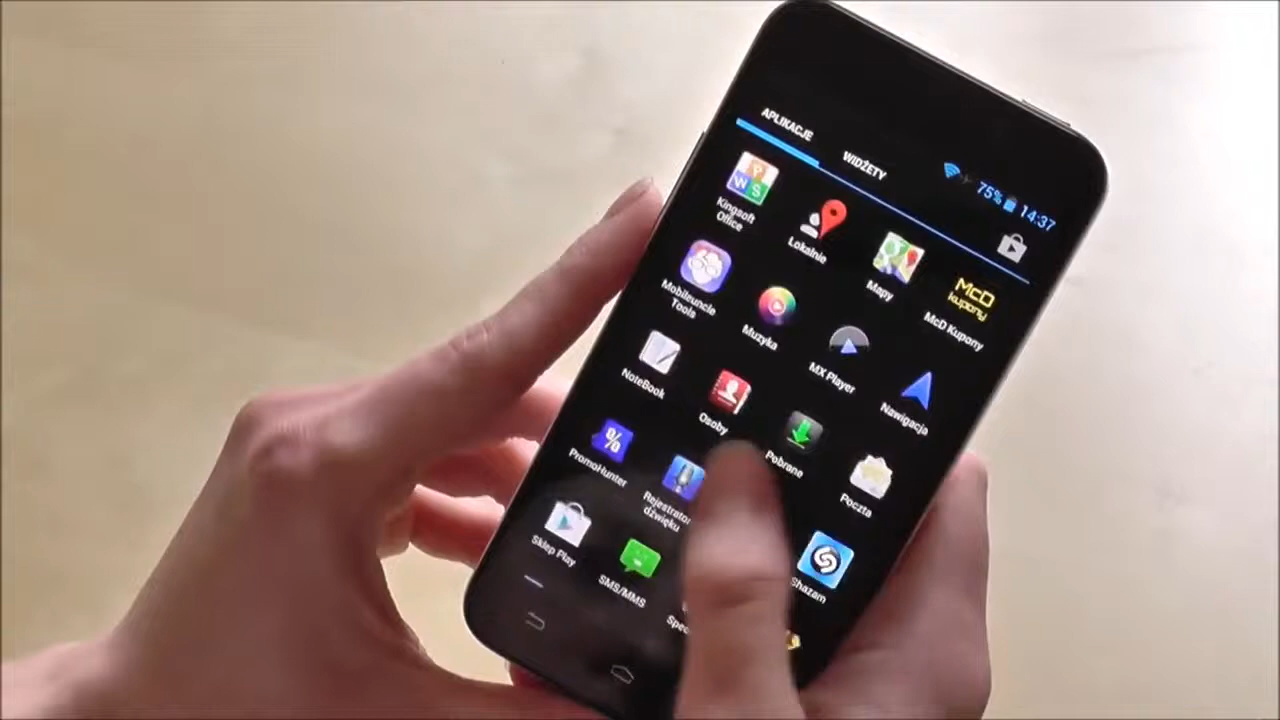 APLIKACJE
WIDŻETY
75% 14:37
Kingsoft
Office
Lokalnie
Mapy
McD
kupony
McD Kupony
Mobileuncle
Tools
Muzyka
MX Player
Nawigacja
NoteBook
Osoby
Pobrane
Poczta
PromoHunter
Rejestrator
dźwięku
Sklep Play
SMS/MMS
Shazam